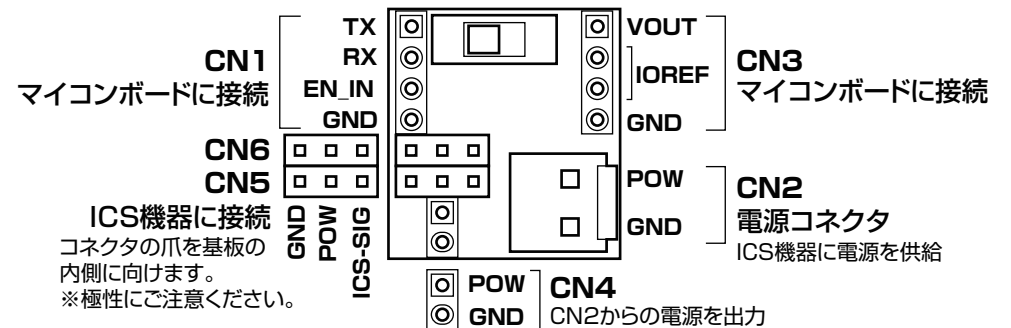 CN1
マイコンボードに接続
TX
RX
EN_IN
GND
VOUT
IOREF
GND
CN3
マイコンボードに接続
CN6
CN5
ICS機器に接続
コネクタの爪を基板の
内側に向けます。
※極性にご注意ください。
GND
POW
ICS-SIG
POW
GND
CN2
電源コネクタ
ICS機器に電源を供給
POW
GND
CN4
CN2からの電源を出力